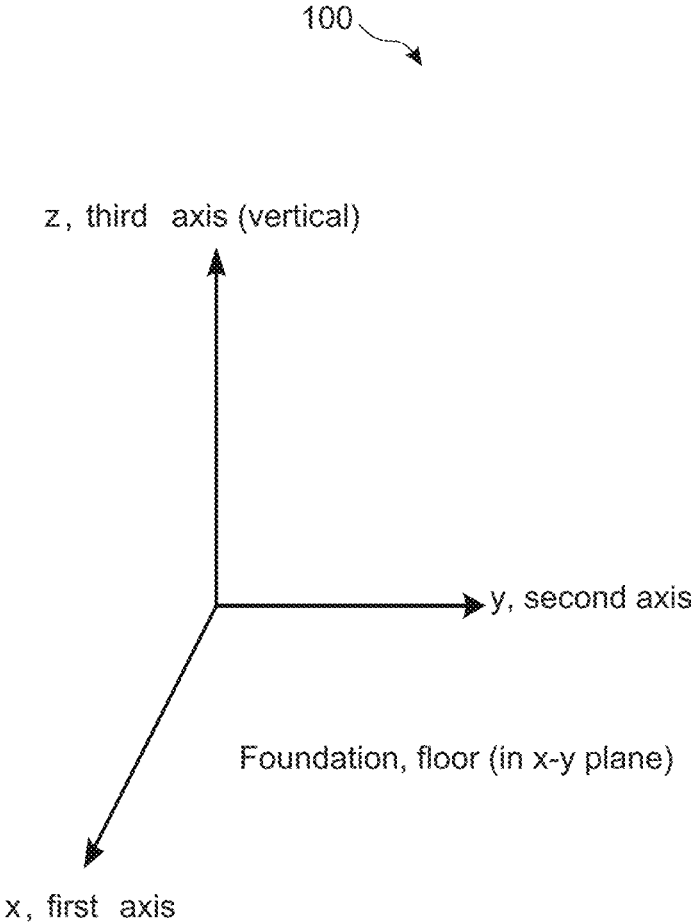 100
z, third axis (vertical)
y, second axis
Foundation, floor (in x-y plane)
x, first axis